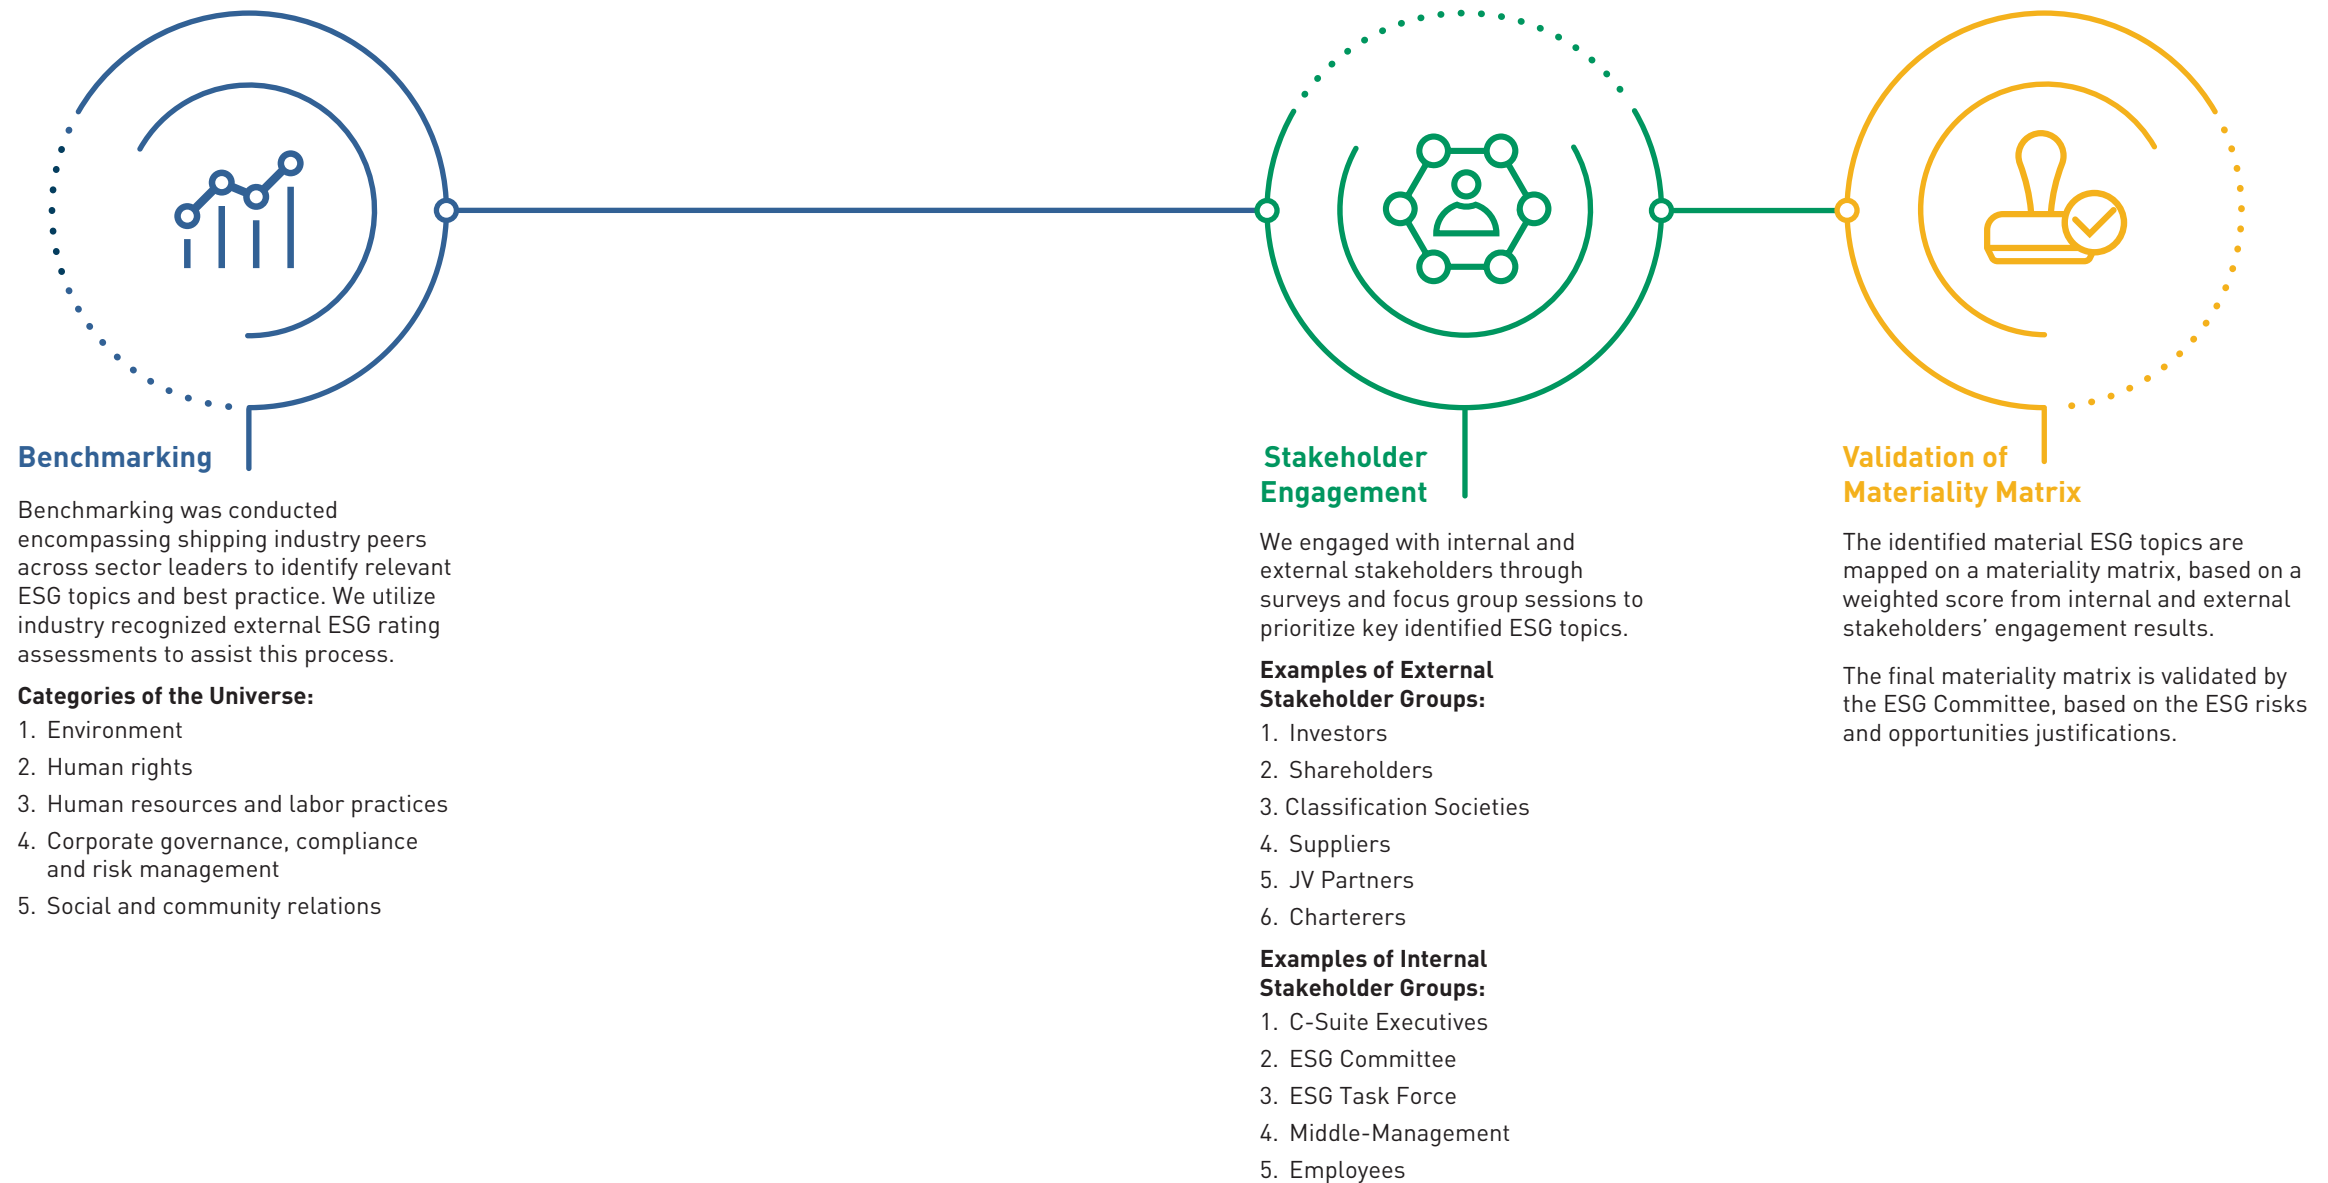 Benchmarking
Benchmarking was conducted
encompassing shipping industry peers
across sector leaders to identify relevant
ESG topics and best practice. We utilize
industry recognized external ESG rating
assessments to assist this process.
Categories of the Universe:
1. Environment
2. Human rights
3. Human resources and labor practices
4. Corporate governance, compliance
and risk management
5. Social and community relations
Stakeholder
Engagement
We engaged with internal and
external stakeholders through
surveys and focus group sessions to
prioritize key identified ESG topics.
Examples of External
Stakeholder Groups:
1. Investors
2. Shareholders
3. Classification Societies
4. Suppliers
5. JV Partners
6. Charterers
Examples of Internal
Stakeholder Groups:
1. C-Suite Executives
2. ESG Committee
3. ESG Task Force
4. Middle-Management
5. Employees
Validation of
Materiality Matrix
The identified material ESG topics are
mapped on a materiality matrix, based on a
weighted score from internal and external
stakeholders’ engagement results.
The final materiality matrix is validated by
the ESG Committee, based on the ESG risks
and opportunities justifications.